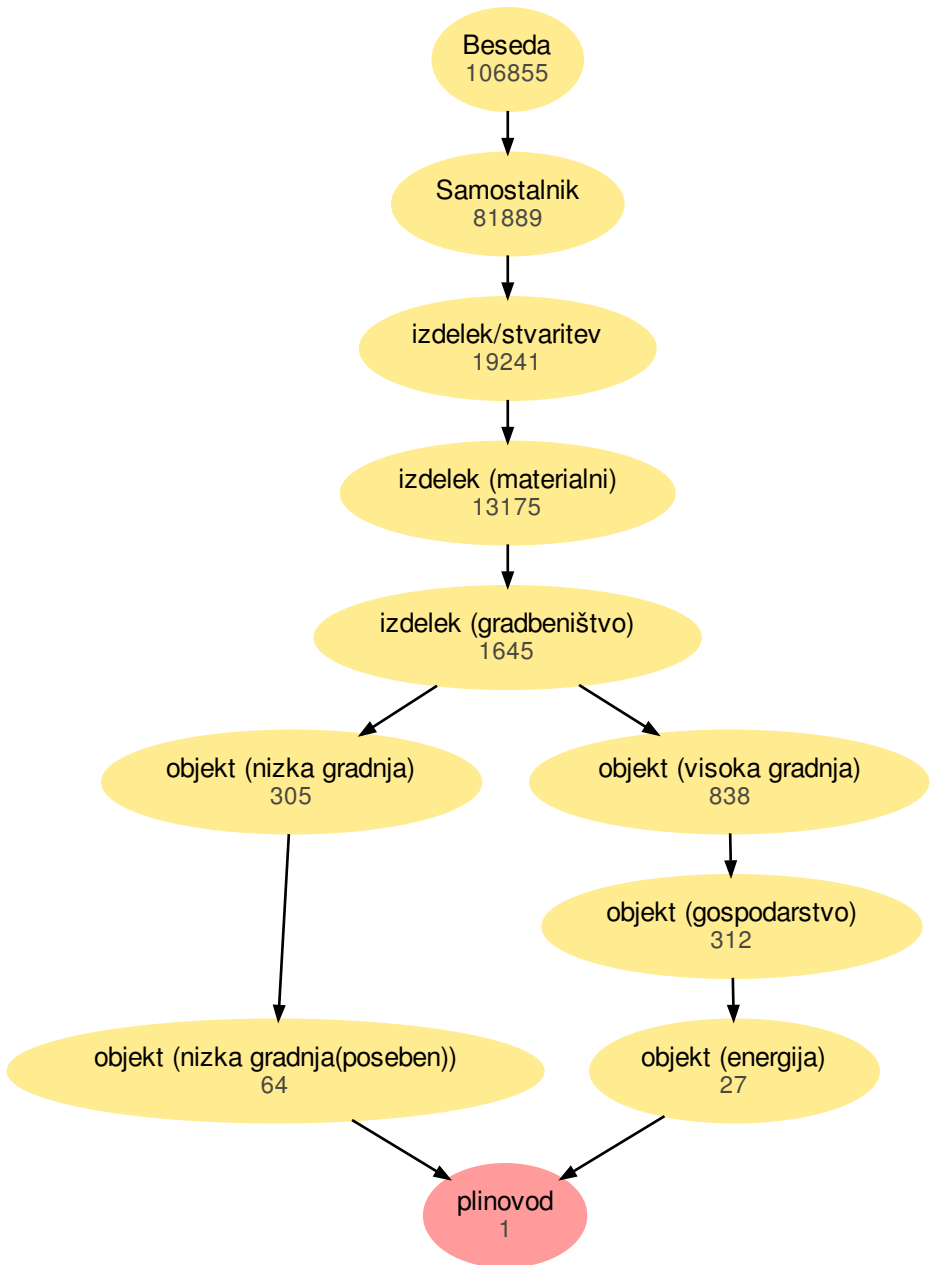 Beseda
106855
Samostalnik
81889
izdelek/stvaritev
19241
izdelek (materialni)
13175
izdelek (gradbeništvo)
1645
objekt (nizka gradnja)
305
objekt (visoka gradnja)
838
objekt (gospodarstvo)
312
objekt (nizka gradnja(poseben))
64
objekt (energija)
27
plinovod
1